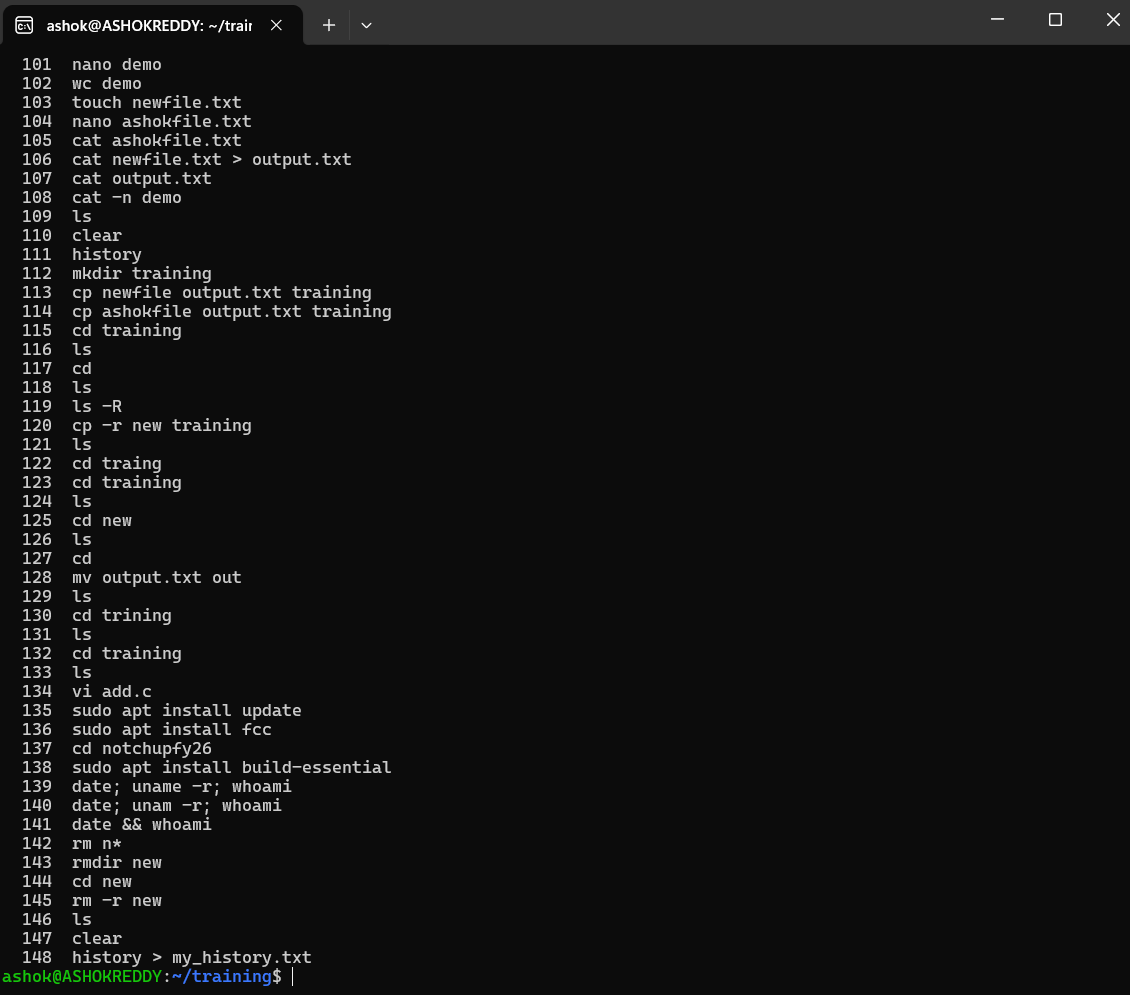 ashok@ASHOKREDDY: ~/trair
101 nano demo
102 wc demo
103 touch newfile.txt
104 nano ashokfile.txt
105 cat ashokfile.txt
106 cat newfile.txt > output.txt
107 cat output.txt
108 cat -n demo
109 ls
110 clear
111 history
112 mkdir training
113 cp newfile output.txt training
114 cp ashokfile output.txt training
115 cd training
116 ls
117 cd
118 ls
119 ls -R
120 cp -r new training
121 ls
122 cd traing
123 cd training
124 ls
125 cd new
126 ls
127 cd
128 mv output.txt out
129 ls
130 cd trining
131 ls
132 cd training
133 ls
134 vi add.c
135 sudo apt install update
136 sudo apt install fcc
137 cd notchupfy26
138 sudo apt install build-essential
139 date; uname -r; whoami
140 date; unam -r; whoami
141 date && whoami
142 rm n*
143 rmdir new
144 cd new
145 rm -r new
146 ls
147 clear
148 history > my_history.txt
ashok@ASHOKREDDY:~/training$